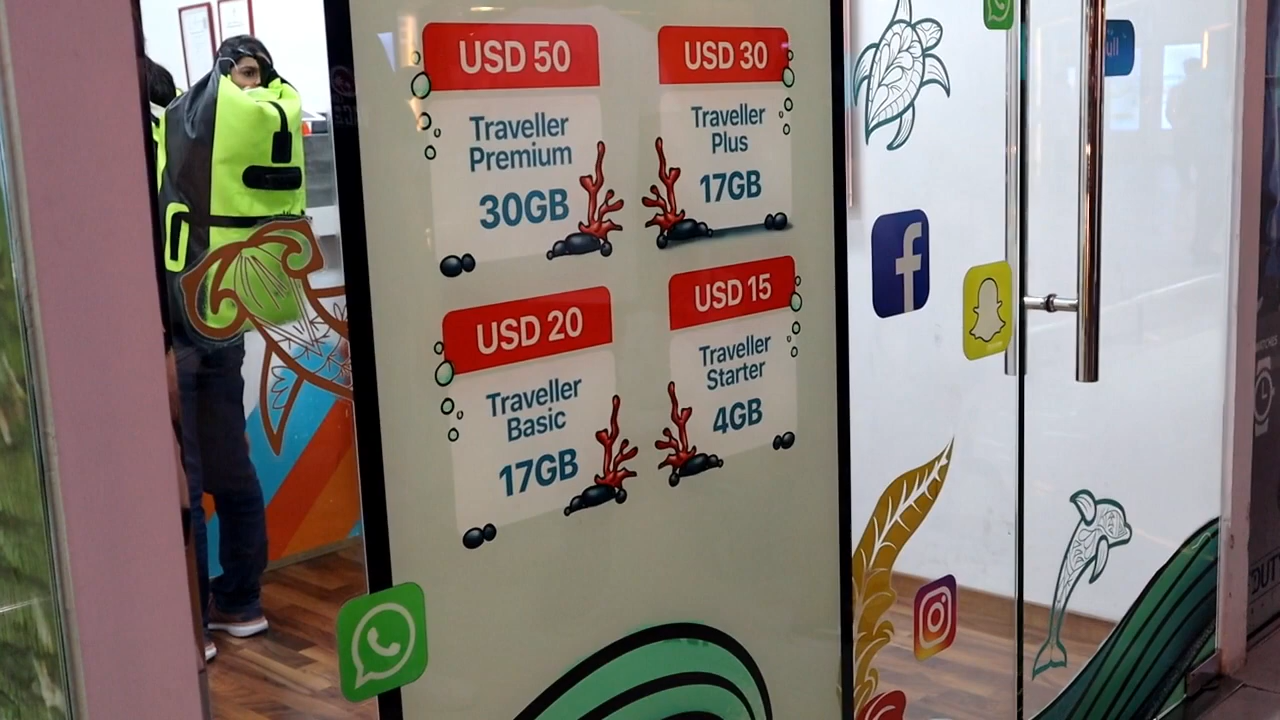 USD 50
Traveller
Premium
30GB
USD 30
Traveller
Plus
17GB
USD 20
Traveller
Basic
17GB
USD 15
Traveller
Starter
4GB